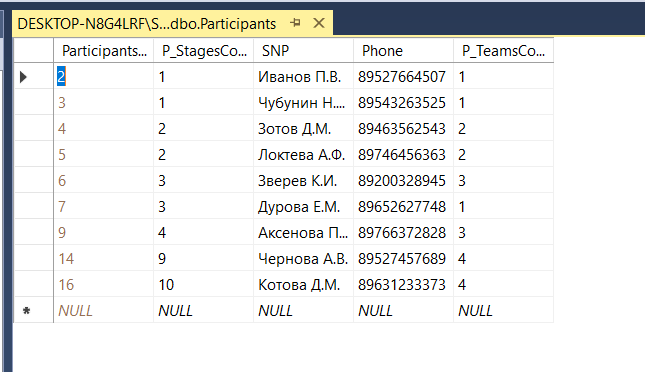 DESKTOP-N8G4LRF\S...dbo.Participants
Participants... P_StagesCo... SNP Phone P_TeamsCo...
2 1 Иванов П.В. 89527664507 1
3 1 Чубунин Н.... 89543263525 1
4 2 Зотов Д.М. 89463562543 2
5 2 Локтева А.Ф. 89746456363 2
6 3 Зверев К.И. 89200328945 3
7 3 Дурова Е.М. 89652627748 1
9 4 Аксенова П... 89766372828 3
14 9 Чернова А.В. 89527457689 4
16 10 Котова Д.М. 89631233373 4
NULL NULL NULL NULL NULL